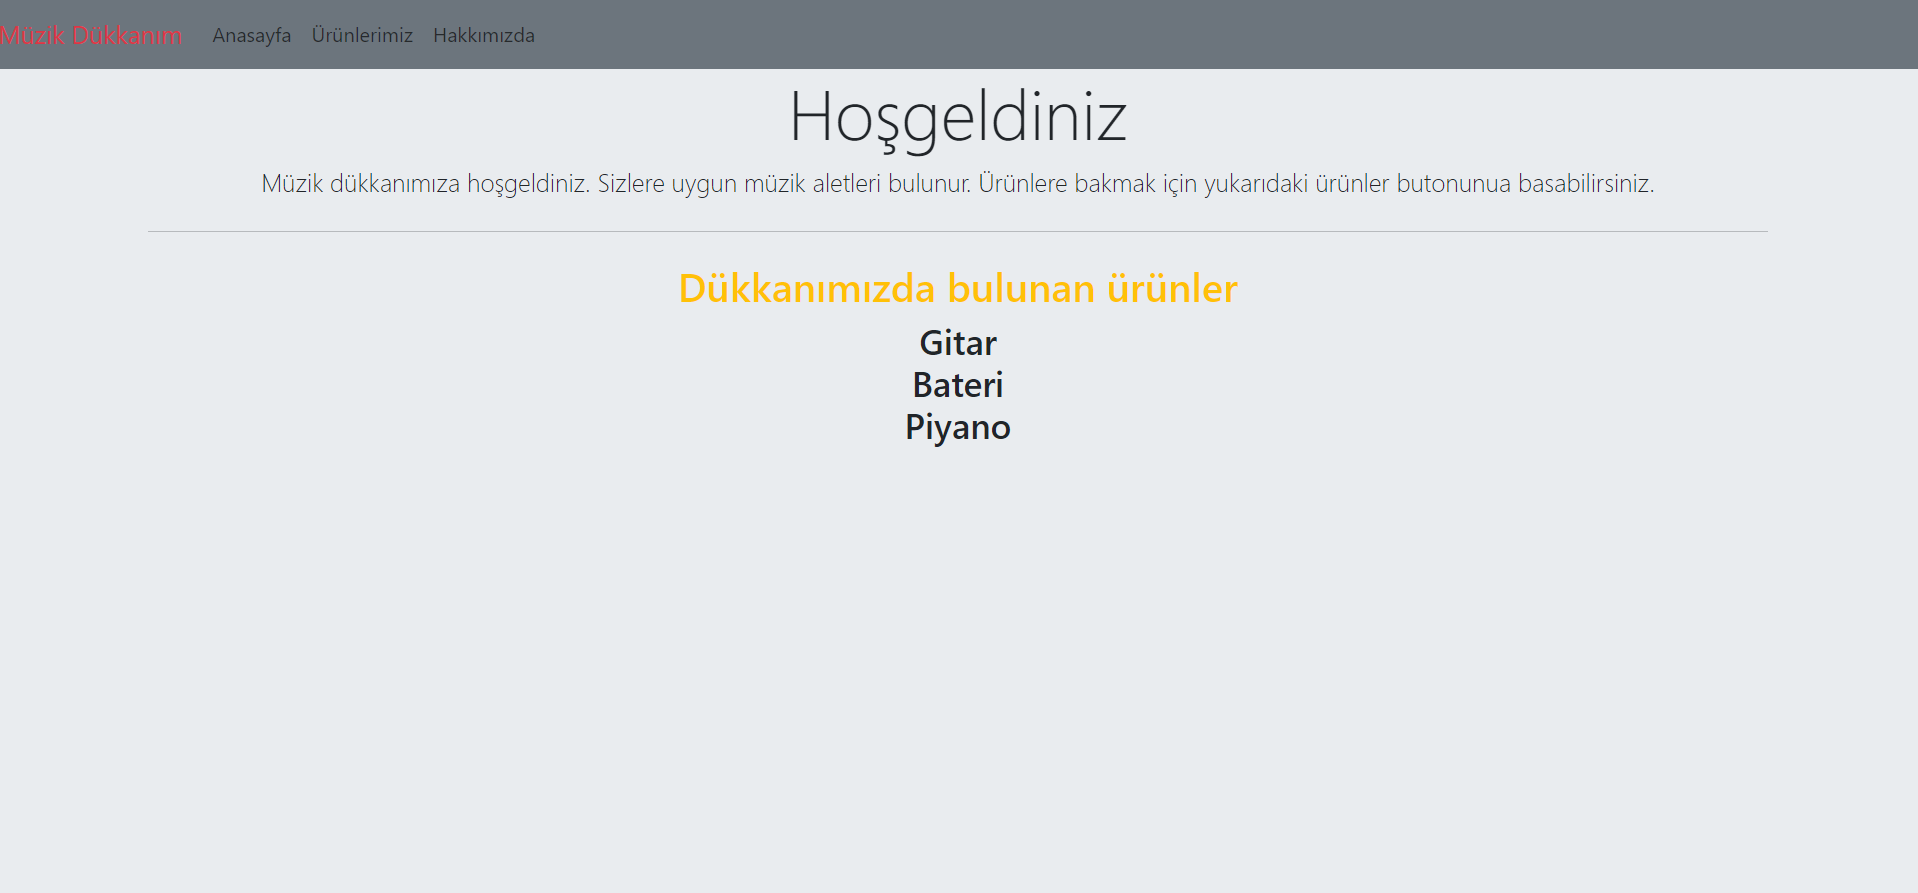 Müzik Dükkanım Anasayfa Ürünlerimiz Hakkımızda
Hoşgeldiniz
Müzik dükkanımıza hoşgeldiniz. Sizlere uygun müzik aletleri bulunur. Ürünlere bakmak için yukarıdaki ürünler butonunua basabilirsiniz.
Dükkanımızda bulunan ürünler
Gitar
Bateri
Piyano